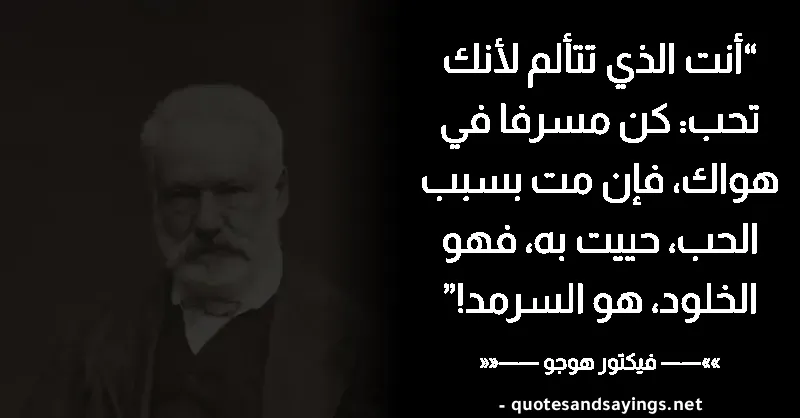 “أنت الذي تتألم لأنك
تحب: كن مسرفا في
هواك، فإن مت بسبب
الحب، حييت به، فهو
الخلود، هو السرمد!”
»»—— فيكتور هوجو ——««
- quotesandsayings.net